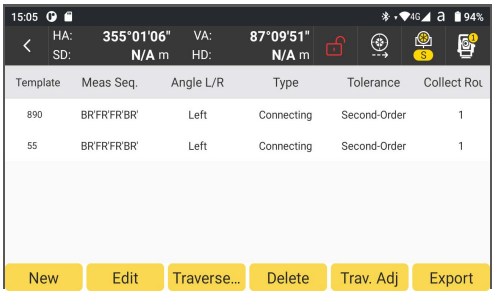 15:05 4G 94%
HA: 355°01'06" VA: 87°09'51"
SD: N/A m HD: N/A m
S 1
Template Meas Seq. Angle L/R Type Tolerance Collect Rou
890 BR'FR'FR'BR' Left Connecting Second-Order 1
55 BR'FR'FR'BR' Left Connecting Second-Order 1
New Edit Traverse... Delete Trav. Adj Export